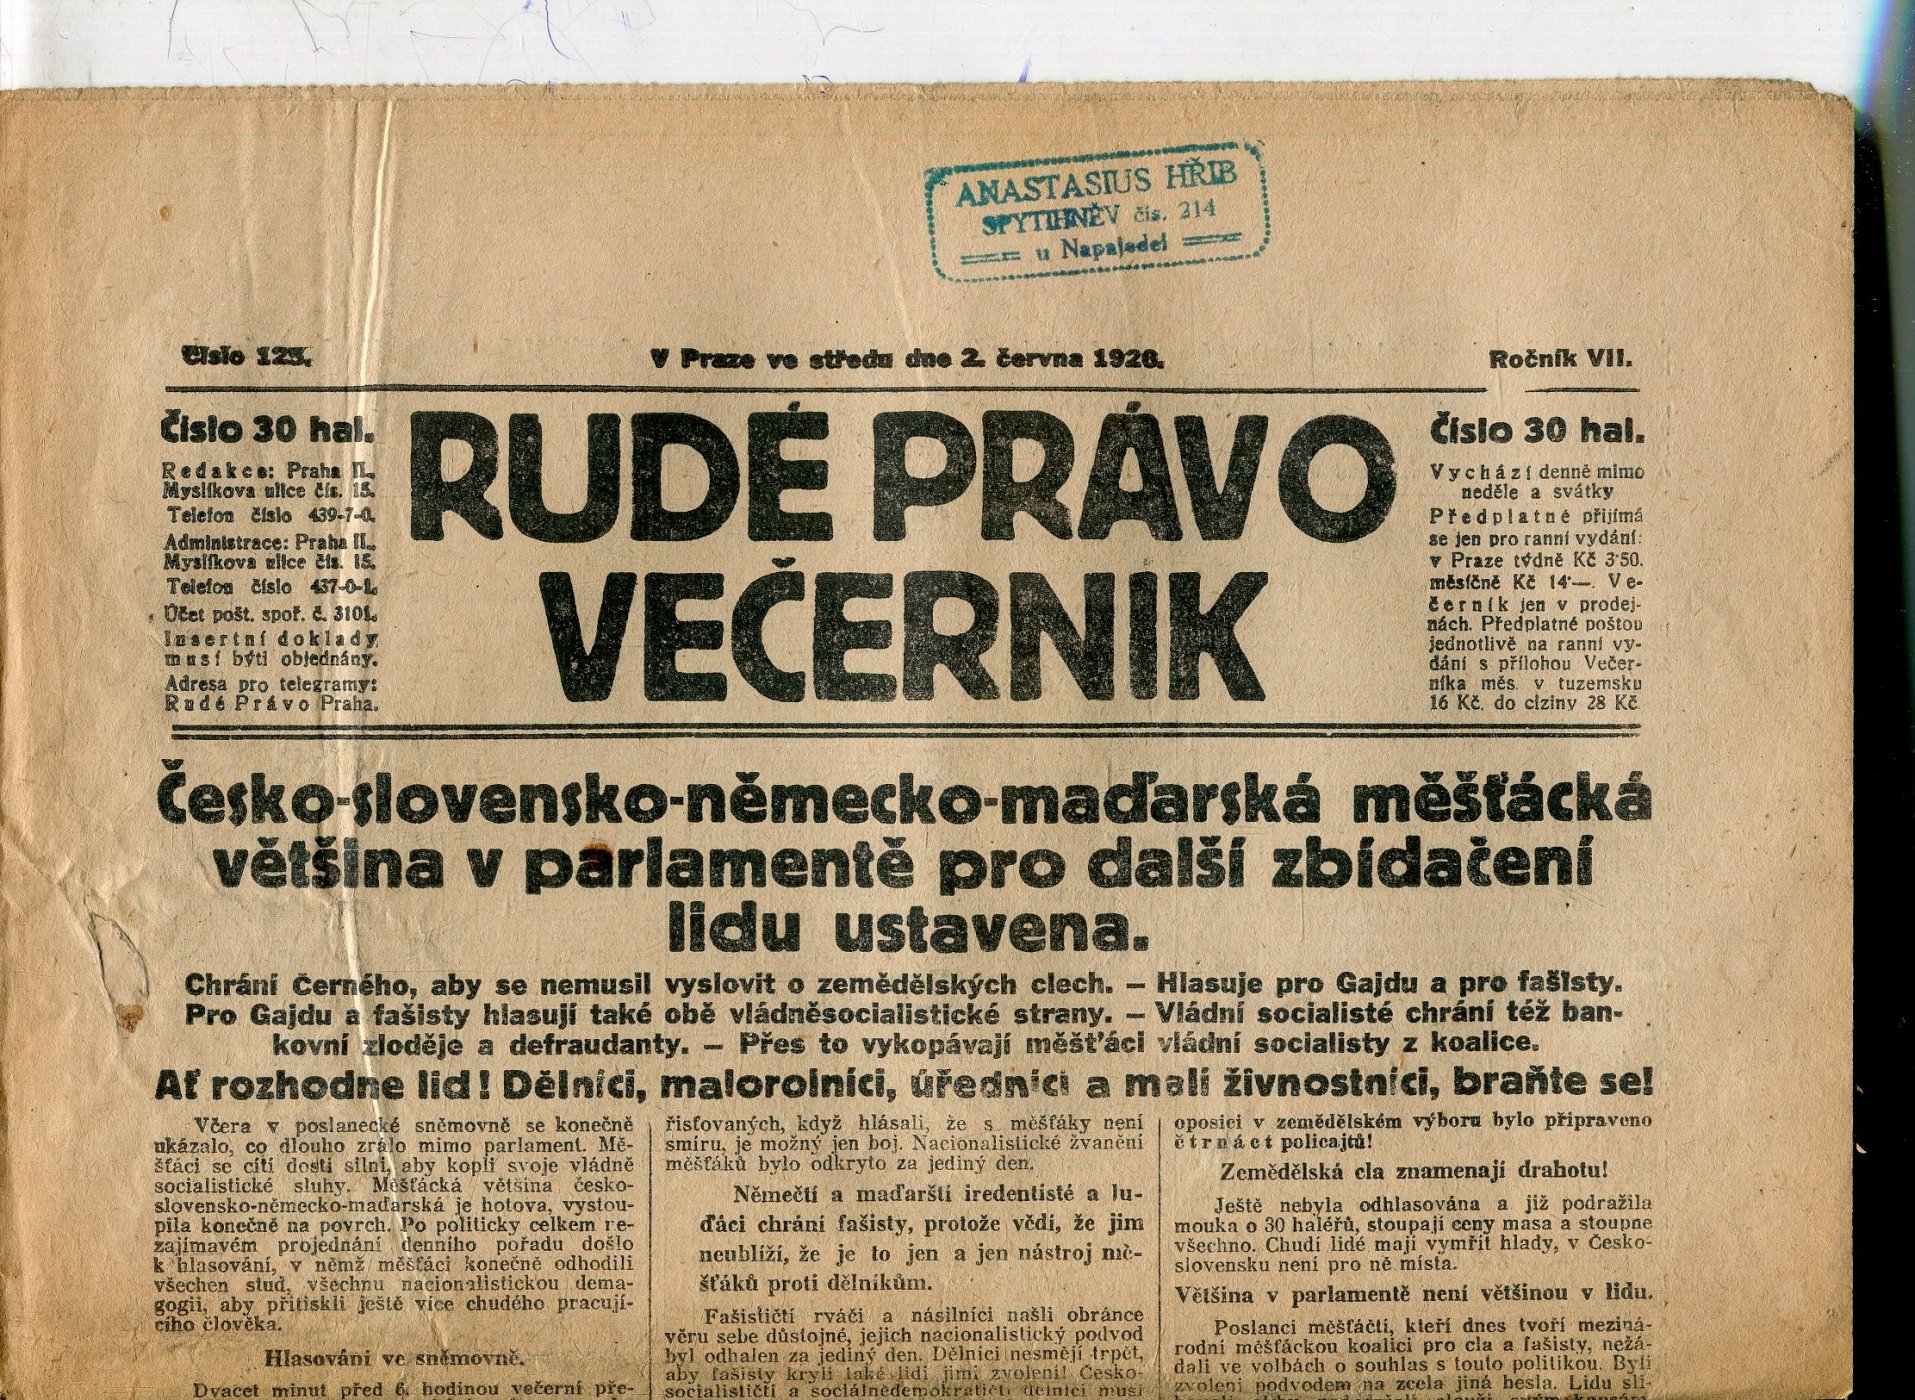 ANASTASIUS HŘIB
SPYTIHNĚV čís. 214
u Napajedel
Číslo 125.
V Praze ve středu dne 2. června 1926.
Ročník VII.
Číslo 30 hal.
Redakce: Praha II.,
Myslíkova ulice čís. 15.
Telefon číslo 439-7-0.
Administrace: Praha II.,
Myslíkova ulice čís. 15.
Telefon číslo 437-0-1.
Účet pošt. spoř. č. 3101.
Insertní doklady
musí býti objednány.
Adresa pro telegramy:
Rudé Právo Praha.
RUDÉ PRÁVO
VEČERNÍK
Číslo 30 hal.
Vychází denně mimo
neděle a svátky
Předplatné přijímá
se jen pro ranní vydání:
v Praze týdně Kč 3·50,
měsíčně Kč 14·—. Ve-
černík jen v prodej-
nách. Předplatné poštou
jednotlivě na ranní vy-
dání s přílohou Večer-
níka měs. v tuzemsku
16 Kč, do ciziny 28 Kč
Česko-slovensko-německo-maďarská měšťácká
většina v parlamentě pro další zbídačení
lidu ustavena.
Chrání Černého, aby se nemusil vyslovit o zemědělských clech. — Hlasuje pro Gajdu a pro fašisty.
Pro Gajdu a fašisty hlasují také obě vládněsocialistické strany. — Vládní socialisté chrání též ban-
kovní zloděje a defraudanty. — Přes to vykopávají měšťáci vládní socialisty z koalice.
Ať rozhodne lid! Dělníci, malorolníci, úředníci a malí živnostníci, braňte se!
Včera v poslanecké sněmovně se konečně
ukázalo, co dlouho zrálo mimo parlament. Mě-
šťáci se cítí dosti silní, aby kopli svoje vládně
socialistické sluhy. Měšťácká většina česko-
slovensko-německo-maďarská je hotova, vystou-
pila konečně na povrch. Po politicky celkem ne-
zajímavém projednání denního pořadu došlo
k hlasování, v němž měšťáci konečně odhodili
všechen stud, všechnu nacionalistickou dema-
gogii, aby přitiskli ještě více chudého pracují-
cího člověka.
Hlasování ve sněmovně.
Dvacet minut před 6. hodinou večerní pře-
řisťovaných, když hlásali, že s měšťáky není
smíru, je možný jen boj. Nacionalistické žvanění
měšťáků bylo odkryto za jediný den.
Němečtí a maďarští iredentisté a lu-
ďáci chrání fašisty, protože vědí, že jim
neublíží, že je to jen a jen nástroj mě-
šťáků proti dělníkům.
Fašističtí rváči a násilníci našli obránce
věru sebe důstojné, jejich nacionalistický podvod
byl odhalen za jediný den. Dělníci nesmějí trpět,
aby fašisty kryli také lidi jimi zvolení! Česko-
socialističtí a sociálnědemokratičtí dělníci musí
oposici v zemědělském výboru bylo připraveno
čtrnáct policajtů!
Zemědělská cla znamenají drahotu!
Ještě nebyla odhlasována a již podražila
mouka o 30 haléřů, stoupají ceny masa a stoupne
všechno. Chudí lidé mají vymřít hlady, v Česko-
slovensku není pro ně místa.
Většina v parlamentě není většinou v lidu.
Poslanci měšťáčtí, kteří dnes tvoří meziná-
rodní měšťáckou koalici pro cla a fašisty, nežá-
dali ve volbách o souhlas s touto politikou. Byli
zvoleni podvodem na zcela jiná hesla. Lidu sli-